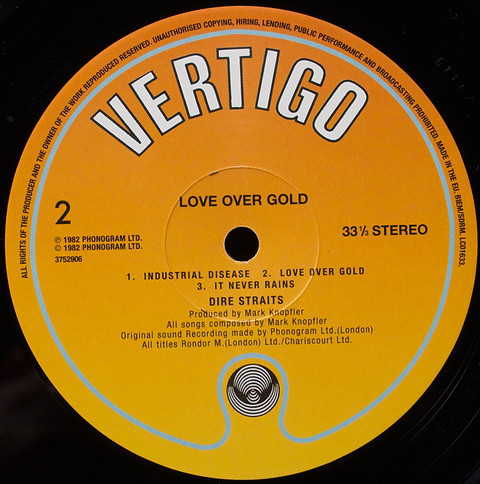 ALL RIGHTS OF THE PRODUCER AND THE OWNER OF THE WORK REPRODUCED RESERVED. UNAUTHORISED COPYING, HIRING, LENDING, PUBLIC PERFORMANCE AND BROADCASTING PROHIBITED. MADE IN THE EU. BIEM/SDRM. LC01633.
VERTIGO
LOVE OVER GOLD
2
33 ⅓ STEREO
℗ 1982 PHONOGRAM LTD.
© 1982 PHONOGRAM LTD.
3752906
1. INDUSTRIAL DISEASE 2. LOVE OVER GOLD
3. IT NEVER RAINS
DIRE STRAITS
Produced by Mark Knopfler
All songs composed by Mark Knopfler
Original sound Recording made by Phonogram Ltd.(London)
All titles Rondor M.(London) Ltd./Chariscourt Ltd.